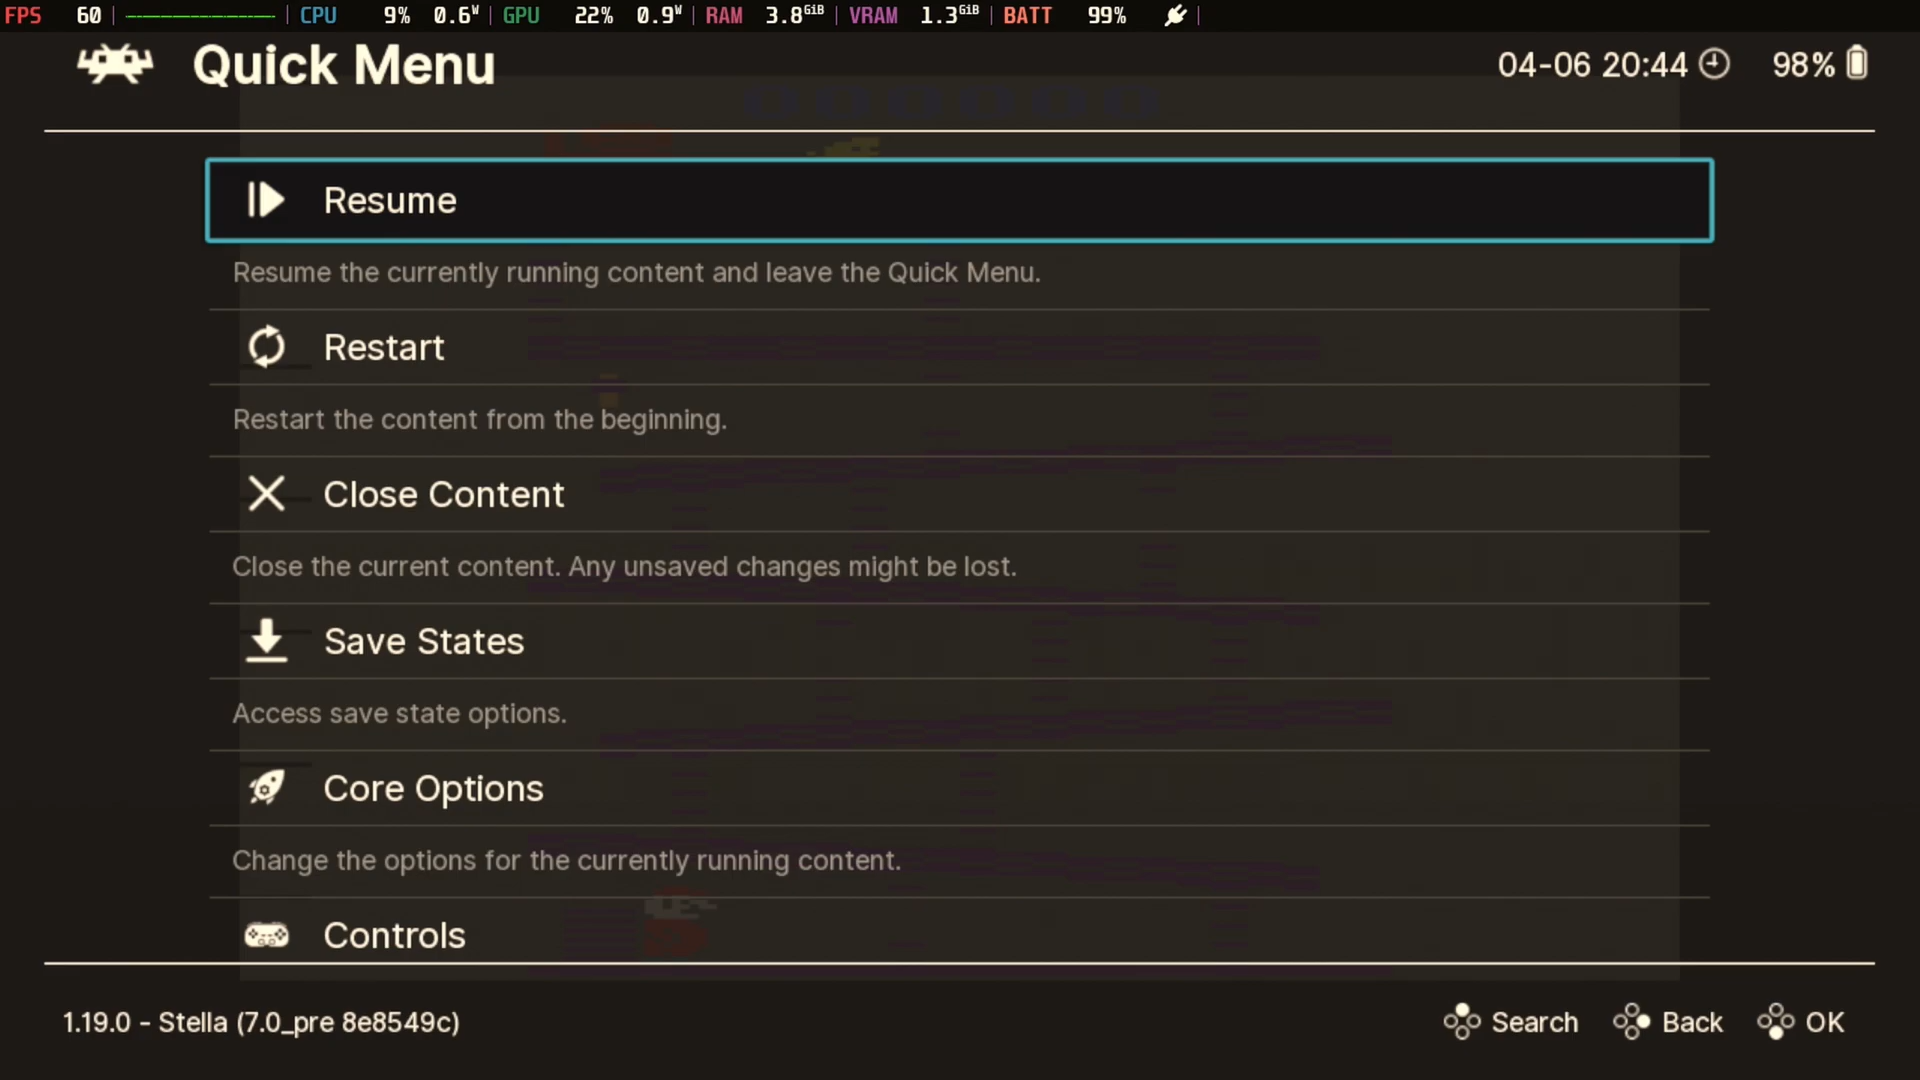 FPS 60 CPU 9% 0.6W GPU 22% 0.9W RAM 3.8GiB VRAM 1.3GiB BATT 99%
Quick Menu 04-06 20:44 98%
000000
Resume
Resume the currently running content and leave the Quick Menu.
Restart
Restart the content from the beginning.
Close Content
Close the current content. Any unsaved changes might be lost.
Save States
Access save state options.
Core Options
Change the options for the currently running content.
Controls
1.19.0 - Stella (7.0_pre 8e8549c) Search Back OK